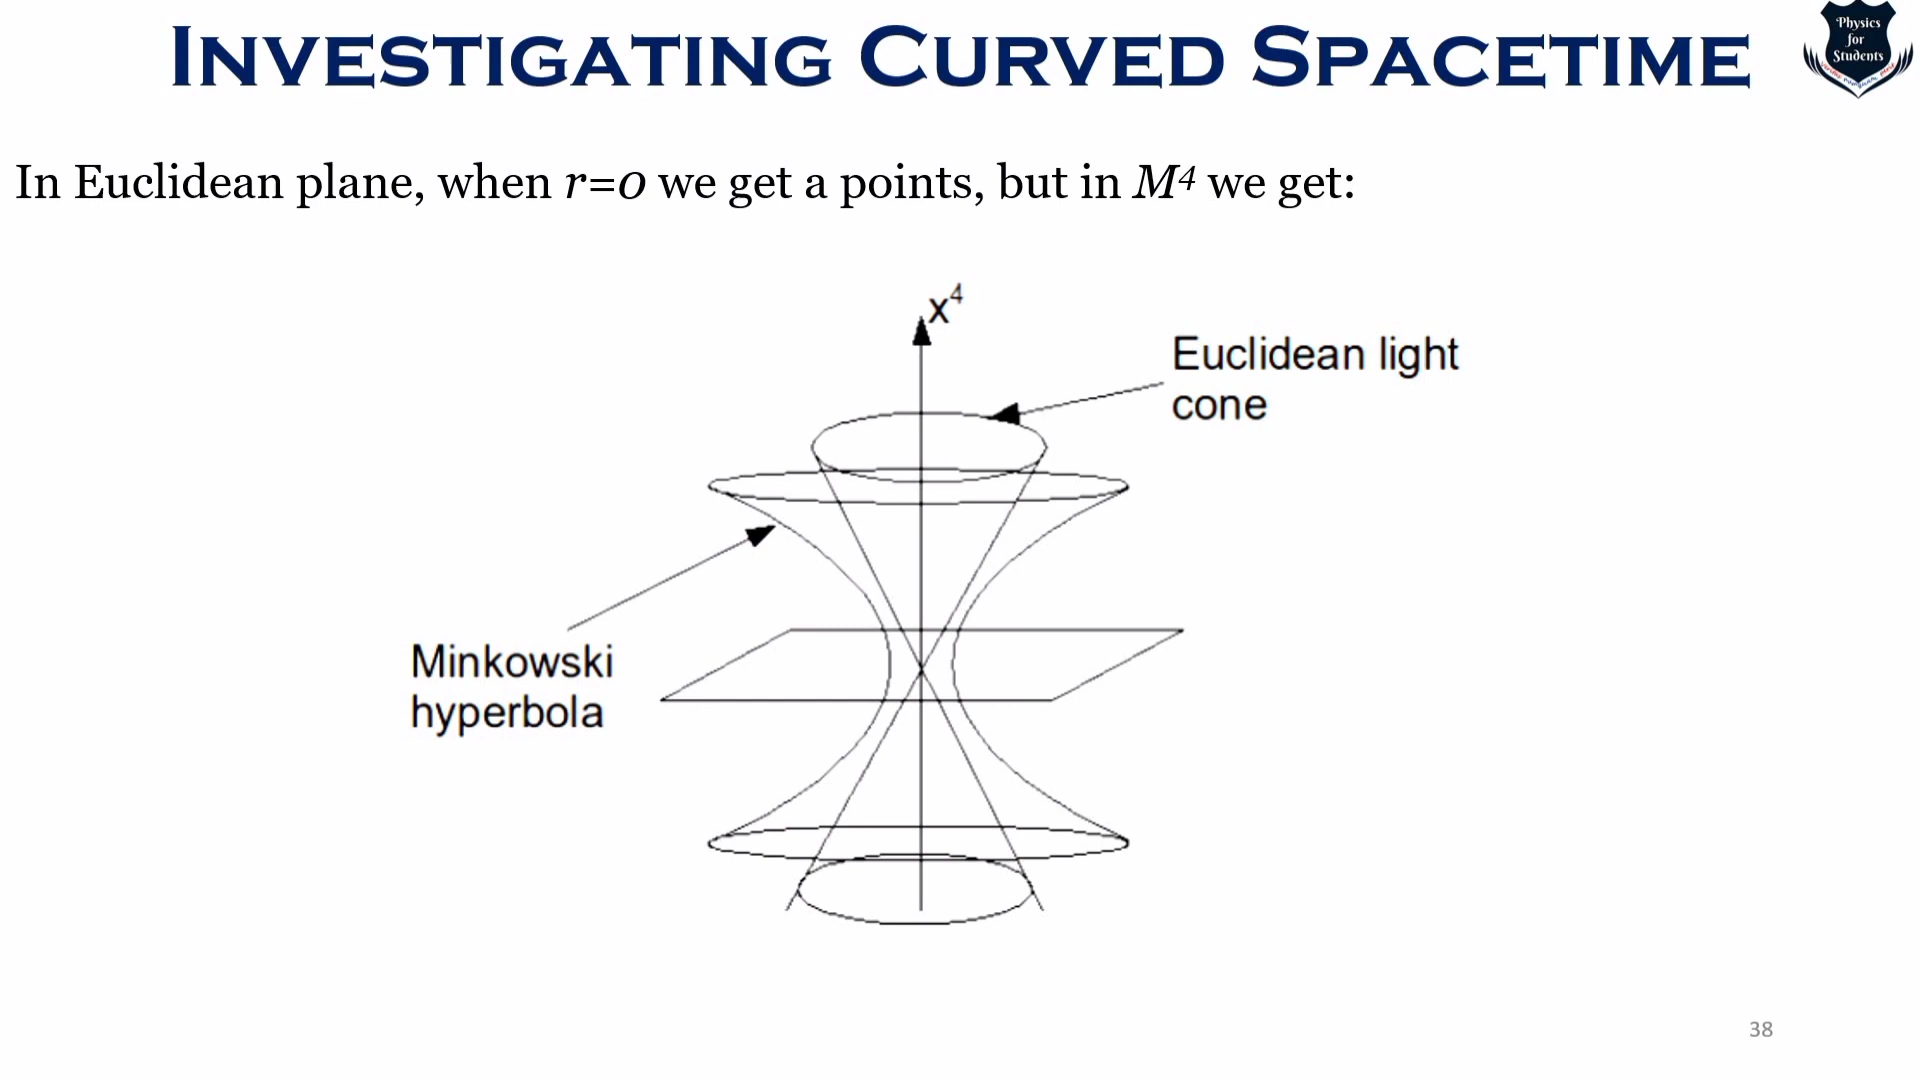 INVESTIGATING CURVED SPACETIME
Physics
for
Students
In Euclidean plane, when r=0 we get a points, but in M⁴ we get:
x⁴
Euclidean light
cone
Minkowski
hyperbola
38